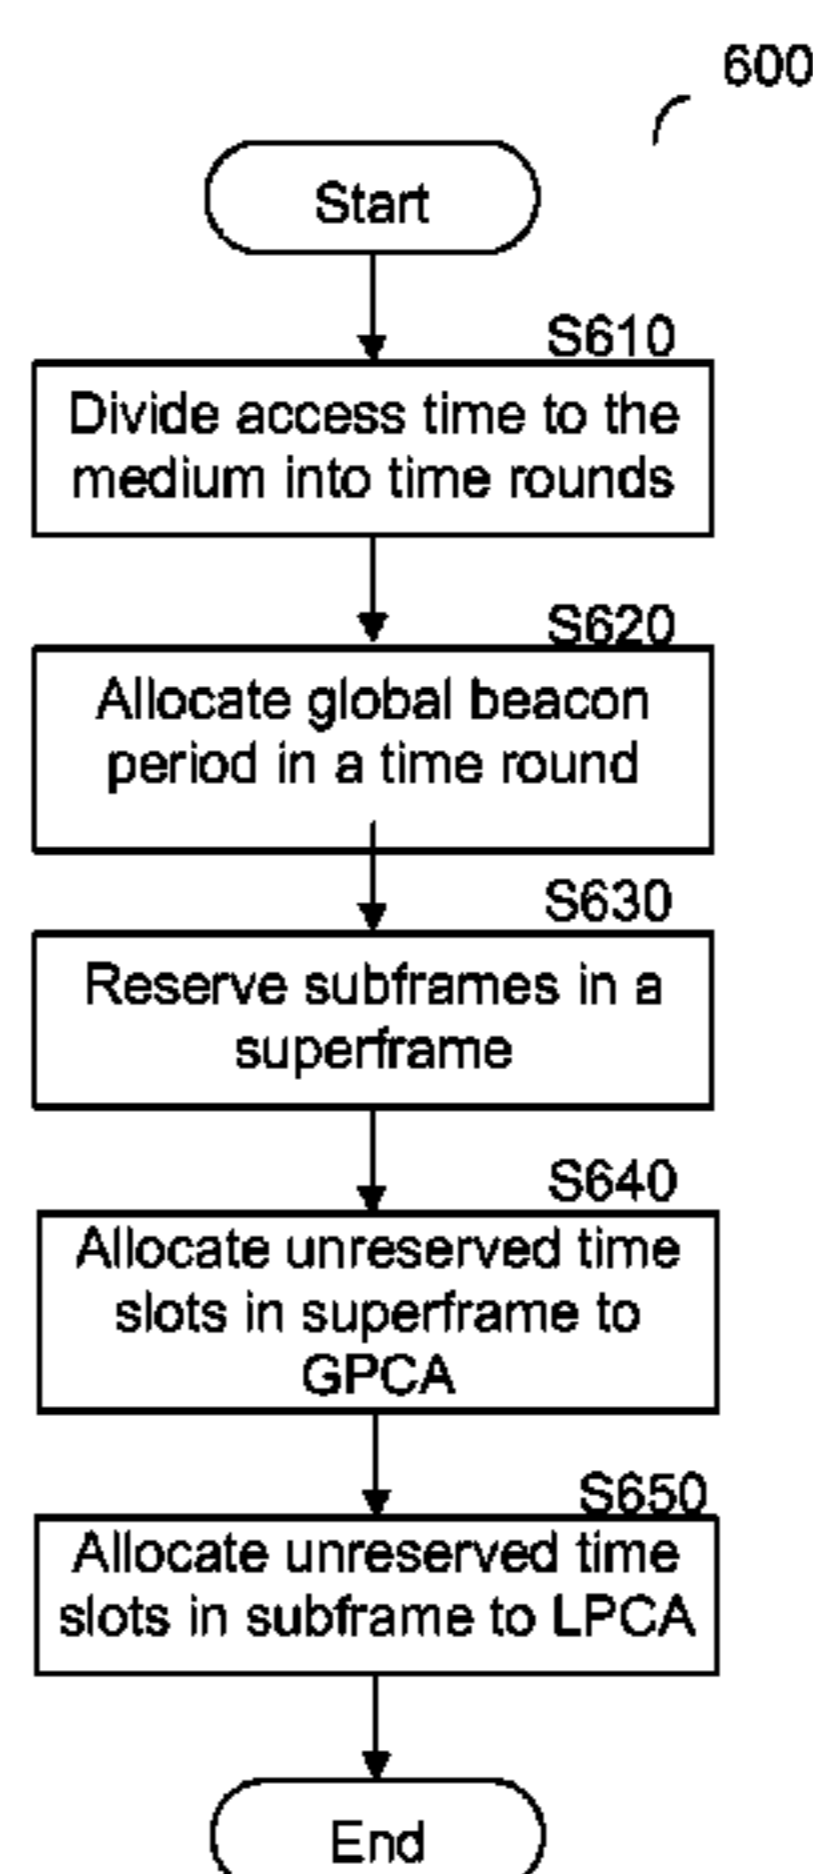 600
Start
S610
Divide access time to the
medium into time rounds
S620
Allocate global beacon
period in a time round
S630
Reserve subframes in a
superframe
S640
Allocate unreserved time
slots in superframe to
GPCA
S650
Allocate unreserved time
slots in subframe to LPCA
End